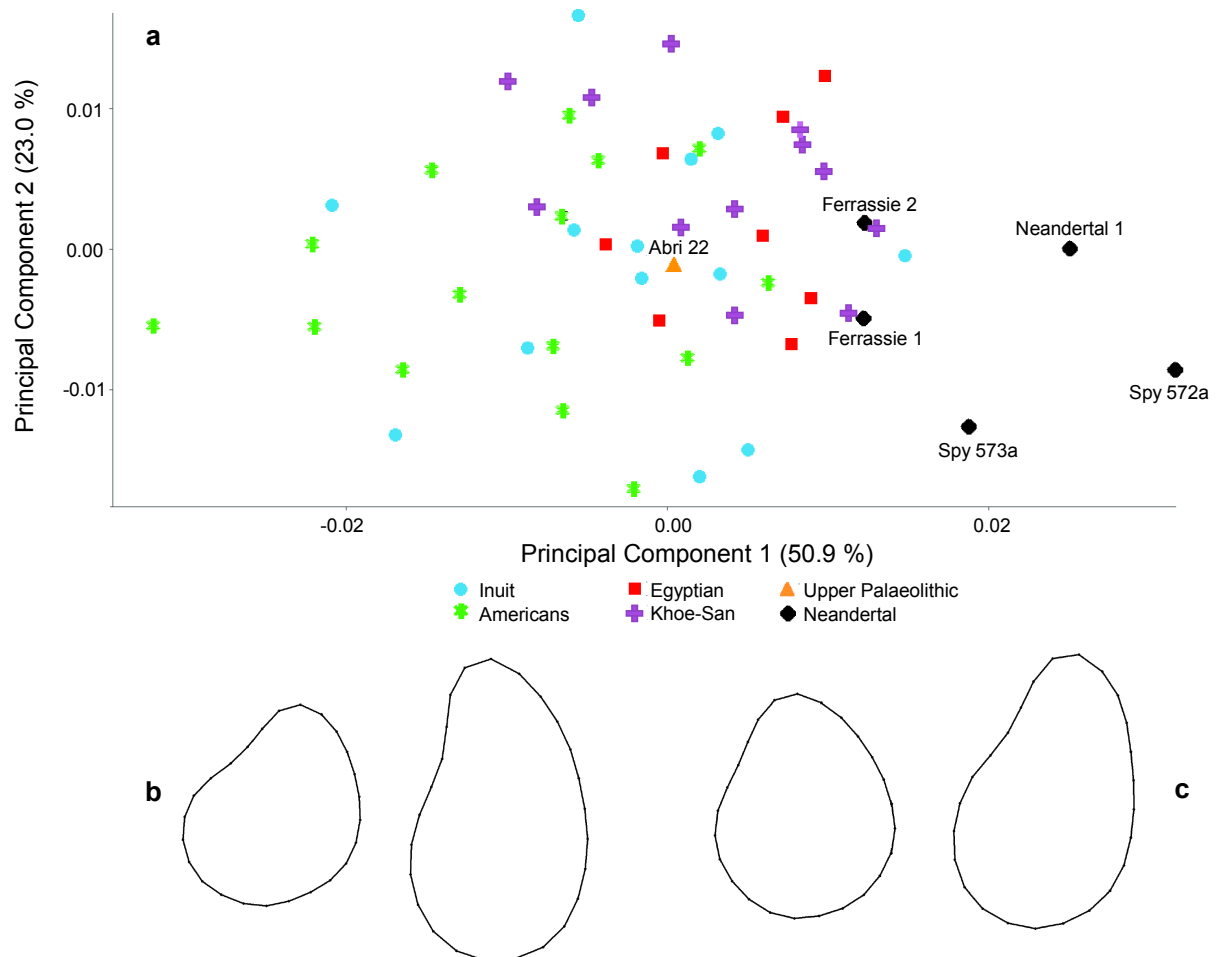 a
Principal Component 2 (23.0 %)
0.01
0.00
-0.01
Ferrassie 2
Neandertal 1
Abri 22
Ferrassie 1
Spy 572a
Spy 573a
-0.02
0.00
0.02
Principal Component 1 (50.9 %)
Inuit
Egyptian
Upper Palaeolithic
Americans
Khoe-San
Neandertal
b
c